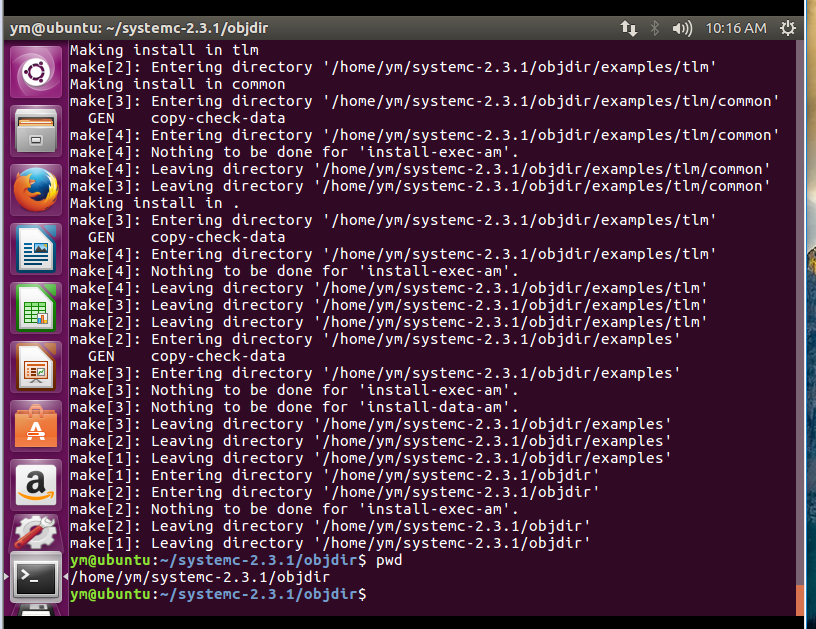 ym@ubuntu: ~/systemc-2.3.1/objdir 10:16 AM
Making install in tlm
make[2]: Entering directory '/home/ym/systemc-2.3.1/objdir/examples/tlm'
Making install in common
make[3]: Entering directory '/home/ym/systemc-2.3.1/objdir/examples/tlm/common'
  GEN    copy-check-data
make[4]: Entering directory '/home/ym/systemc-2.3.1/objdir/examples/tlm/common'
make[4]: Nothing to be done for 'install-exec-am'.
make[4]: Leaving directory '/home/ym/systemc-2.3.1/objdir/examples/tlm/common'
make[3]: Leaving directory '/home/ym/systemc-2.3.1/objdir/examples/tlm/common'
Making install in .
make[3]: Entering directory '/home/ym/systemc-2.3.1/objdir/examples/tlm'
  GEN    copy-check-data
make[4]: Entering directory '/home/ym/systemc-2.3.1/objdir/examples/tlm'
make[4]: Nothing to be done for 'install-exec-am'.
make[4]: Leaving directory '/home/ym/systemc-2.3.1/objdir/examples/tlm'
make[3]: Leaving directory '/home/ym/systemc-2.3.1/objdir/examples/tlm'
make[2]: Leaving directory '/home/ym/systemc-2.3.1/objdir/examples/tlm'
make[2]: Entering directory '/home/ym/systemc-2.3.1/objdir/examples'
  GEN    copy-check-data
make[3]: Entering directory '/home/ym/systemc-2.3.1/objdir/examples'
make[3]: Nothing to be done for 'install-exec-am'.
make[3]: Nothing to be done for 'install-data-am'.
make[3]: Leaving directory '/home/ym/systemc-2.3.1/objdir/examples'
make[2]: Leaving directory '/home/ym/systemc-2.3.1/objdir/examples'
make[1]: Leaving directory '/home/ym/systemc-2.3.1/objdir/examples'
make[1]: Entering directory '/home/ym/systemc-2.3.1/objdir'
make[2]: Entering directory '/home/ym/systemc-2.3.1/objdir'
make[2]: Nothing to be done for 'install-exec-am'.
make[2]: Leaving directory '/home/ym/systemc-2.3.1/objdir'
make[1]: Leaving directory '/home/ym/systemc-2.3.1/objdir'
ym@ubuntu:~/systemc-2.3.1/objdir$ pwd
/home/ym/systemc-2.3.1/objdir
ym@ubuntu:~/systemc-2.3.1/objdir$